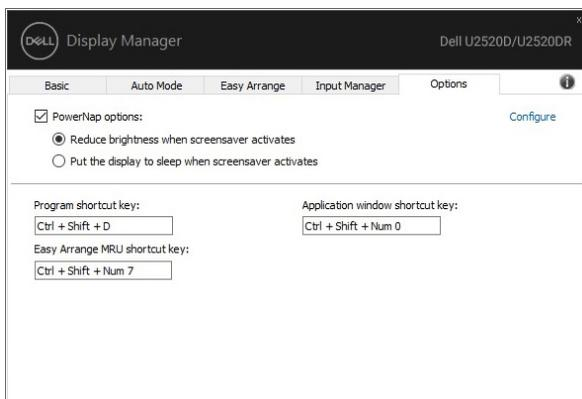 x
DELL Display Manager Dell U2520D/U2520DR
Basic Auto Mode Easy Arrange Input Manager Options i
PowerNap options: Configure
Reduce brightness when screensaver activates
Put the display to sleep when screensaver activates
Program shortcut key: Application window shortcut key:
Ctrl + Shift + D Ctrl + Shift + Num 0
Easy Arrange MRU shortcut key:
Ctrl + Shift + Num 7